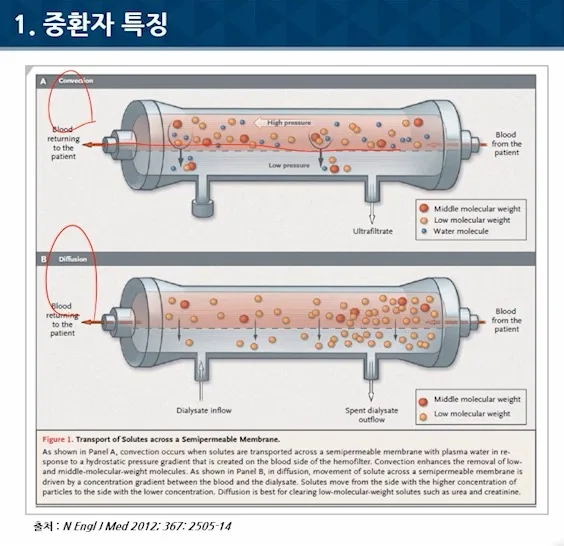 1. 중환자 특징
A Convection
High pressure
Blood
returning
to the
patient
Blood
from the
patient
Low pressure
Ultrafiltrate
Middle molecular weight
Low molecular weight
Water molecule
B Diffusion
Blood
returning
to the
patient
Blood
from the
patient
Dialysate inflow
Spent dialysate
outflow
Middle molecular weight
Low molecular weight
Figure 1. Transport of Solutes across a Semipermeable Membrane.
As shown in Panel A, convection occurs when solutes are transported across a semipermeable membrane with plasma water in re-
sponse to a hydrostatic pressure gradient that is created on the blood side of the hemofilter. Convection enhances the removal of low-
and middle-molecular-weight molecules. As shown in Panel B, in diffusion, movement of solute across a semipermeable membrane is
driven by a concentration gradient between the blood and the dialysate. Solutes move from the side with the higher concentration of
particles to the side with the lower concentration. Diffusion is best for clearing low-molecular-weight solutes such as urea and creatinine.
출처 : N Engl J Med 2012; 367: 2505-14